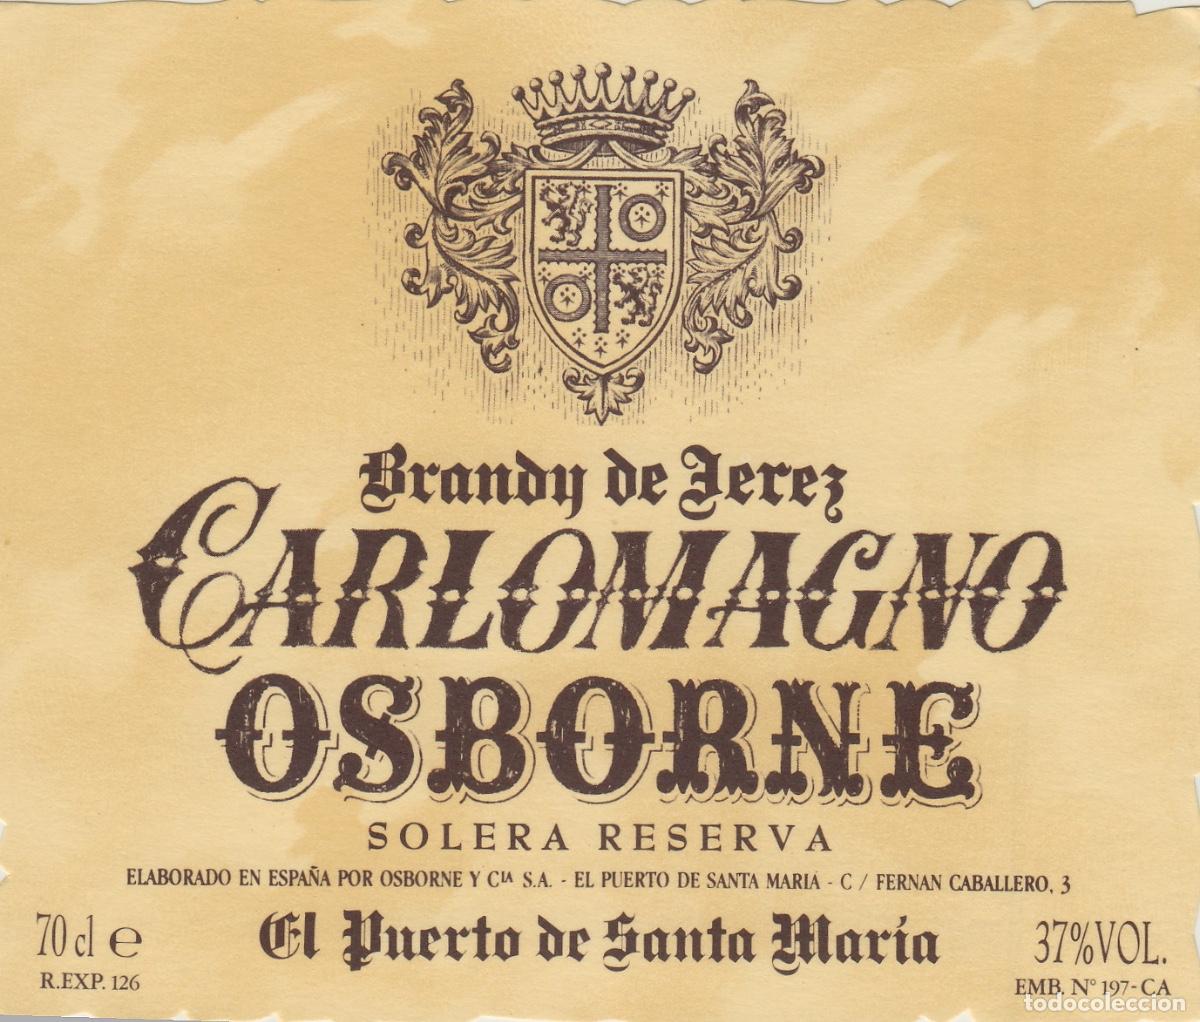 Brandy de Jerez
CARLOMAGNO
OSBORNE
SOLERA RESERVA
ELABORADO EN ESPAÑA POR OSBORNE Y CIA S.A. - EL PUERTO DE SANTA MARIA - C / FERNAN CABALLERO, 3
70 cl e El Puerto de Santa María 37%VOL.
R.EXP. 126 EMB. Nº 197-CA
todocoleccion